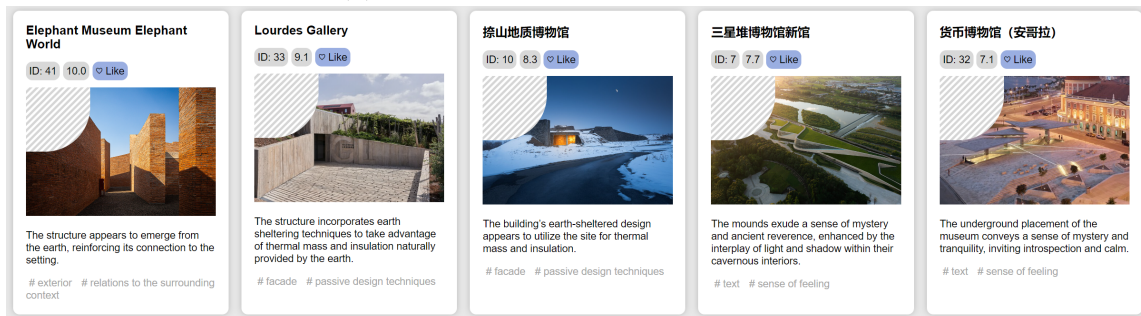 Elephant Museum Elephant
World
ID: 41 10.0 ♡ Like
The structure appears to emerge from
the earth, reinforcing its connection to the
setting.
# exterior # relations to the surrounding
context
Lourdes Gallery
ID: 33 9.1 ♡ Like
The structure incorporates earth
sheltering techniques to take advantage
of thermal mass and insulation naturally
provided by the earth.
# facade # passive design techniques
捺山地质博物馆
ID: 10 8.3 ♡ Like
The building's earth-sheltered design
appears to utilize the site for thermal
mass and insulation.
# facade # passive design techniques
三星堆博物馆新馆
ID: 7 7.7 ♡ Like
The mounds exude a sense of mystery
and ancient reverence, enhanced by the
interplay of light and shadow within their
cavernous interiors.
# text # sense of feeling
货币博物馆（安哥拉）
ID: 32 7.1 ♡ Like
The underground placement of the
museum conveys a sense of mystery and
tranquility, inviting introspection and calm.
# text # sense of feeling